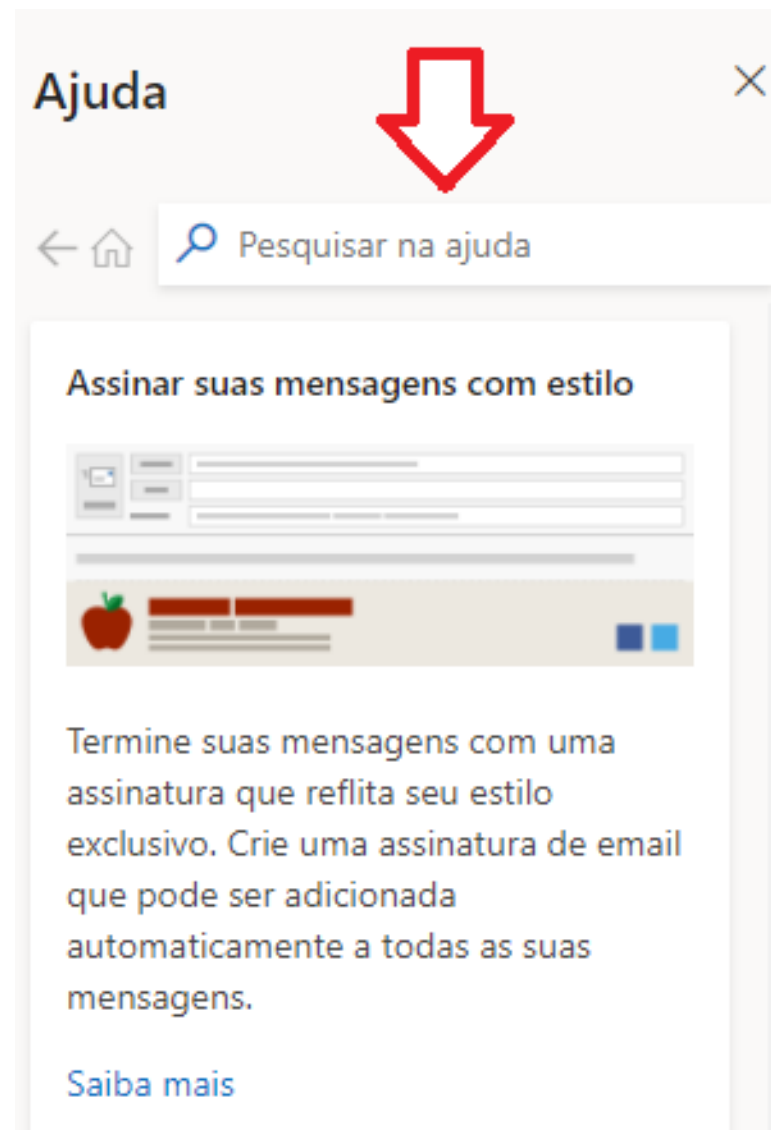 Ajuda
Pesquisar na ajuda
Assinar suas mensagens com estilo
Termine suas mensagens com uma
assinatura que reflita seu estilo
exclusivo. Crie uma assinatura de email
que pode ser adicionada
automaticamente a todas as suas
mensagens.
Saiba mais